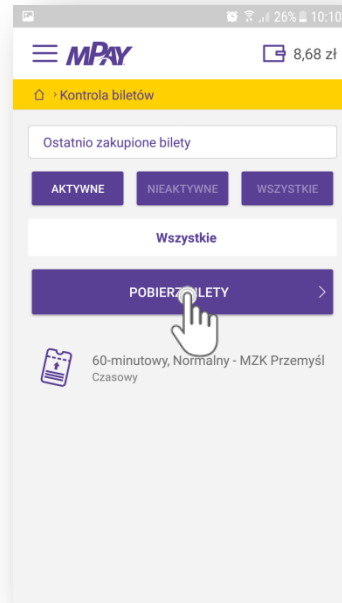 26% 10:10
mPAY
8,68 zł
Kontrola biletów
Ostatnio zakupione bilety
AKTYWNE NIEAKTYWNE WSZYSTKIE
Wszystkie
POBIERZ BILETY
60-minutowy, Normalny - MZK Przemyśl
Czasowy